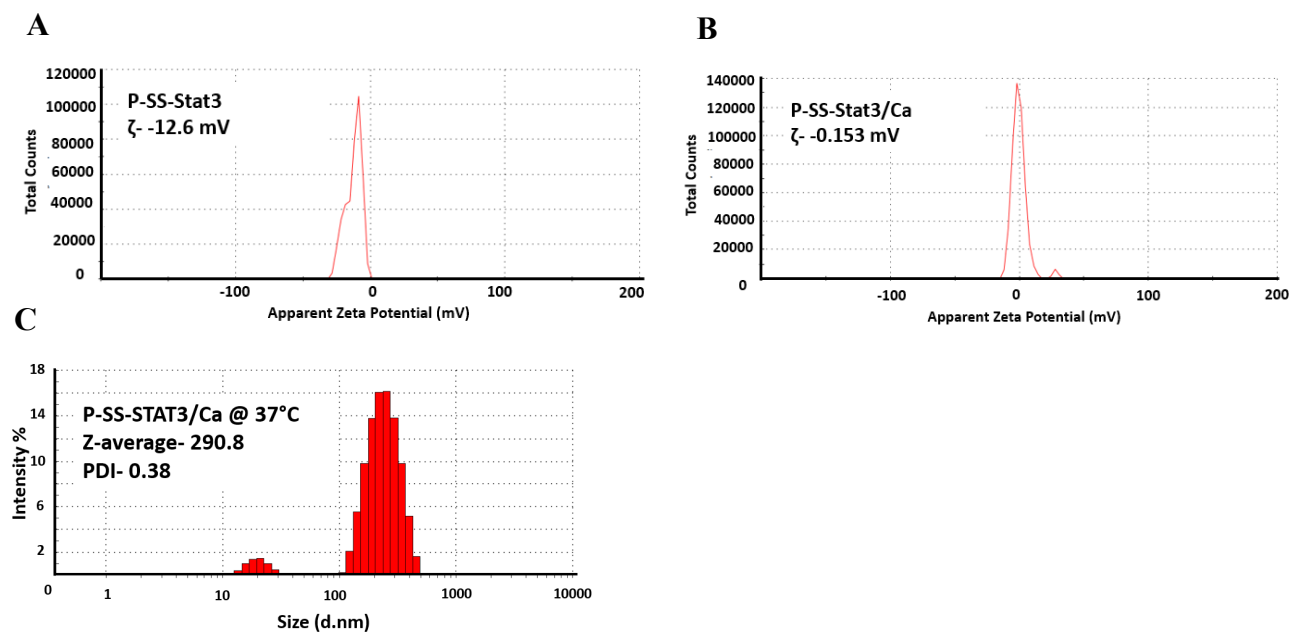 A
120000
100000
80000
60000
40000
20000
0
Total Counts
P-SS-Stat3
ζ- -12.6 mV
-100
0
100
200
Apparent Zeta Potential (mV)
B
140000
120000
100000
80000
60000
40000
20000
0
Total Counts
P-SS-Stat3/Ca
ζ- -0.153 mV
-100
0
100
200
Apparent Zeta Potential (mV)
C
18
14
10
6
2
Intensity %
P-SS-STAT3/Ca @ 37°C
Z-average- 290.8
PDI- 0.38
0
1
10
100
1000
10000
Size (d.nm)